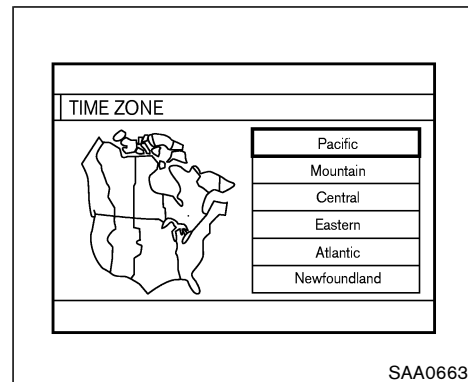 TIME ZONE
Pacific
Mountain
Central
Eastern
Atlantic
Newfoundland
SAA0663